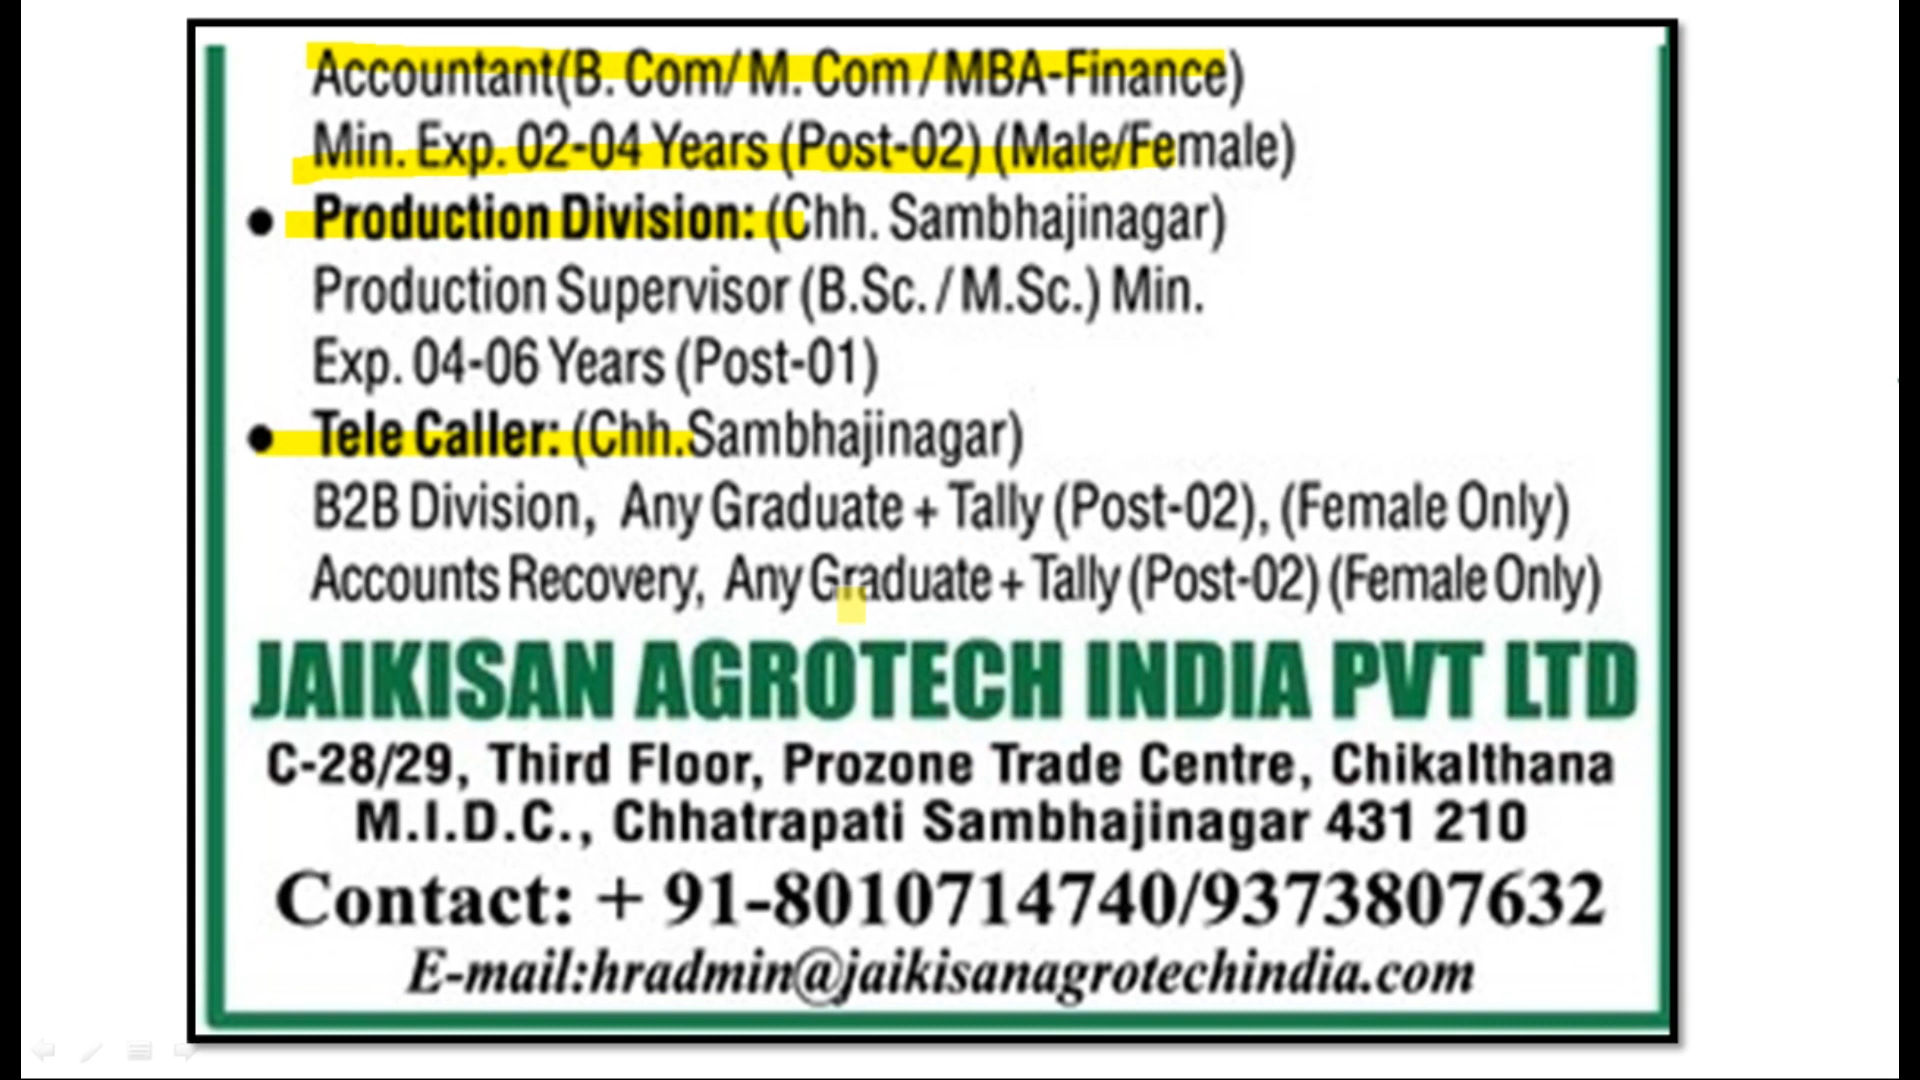 Accountant(B. Com/ M. Com / MBA-Finance)
Min. Exp. 02-04 Years (Post-02) (Male/Female)
● Production Division: (Chh. Sambhajinagar)
Production Supervisor (B.Sc. / M.Sc.) Min.
Exp. 04-06 Years (Post-01)
● Tele Caller: (Chh.Sambhajinagar)
B2B Division, Any Graduate + Tally (Post-02), (Female Only)
Accounts Recovery, Any Graduate + Tally (Post-02) (Female Only)
JAIKISAN AGROTECH INDIA PVT LTD
C-28/29, Third Floor, Prozone Trade Centre, Chikalthana
M.I.D.C., Chhatrapati Sambhajinagar 431 210
Contact: + 91-8010714740/9373807632
E-mail:hradmin@jaikisanagrotechindia.com